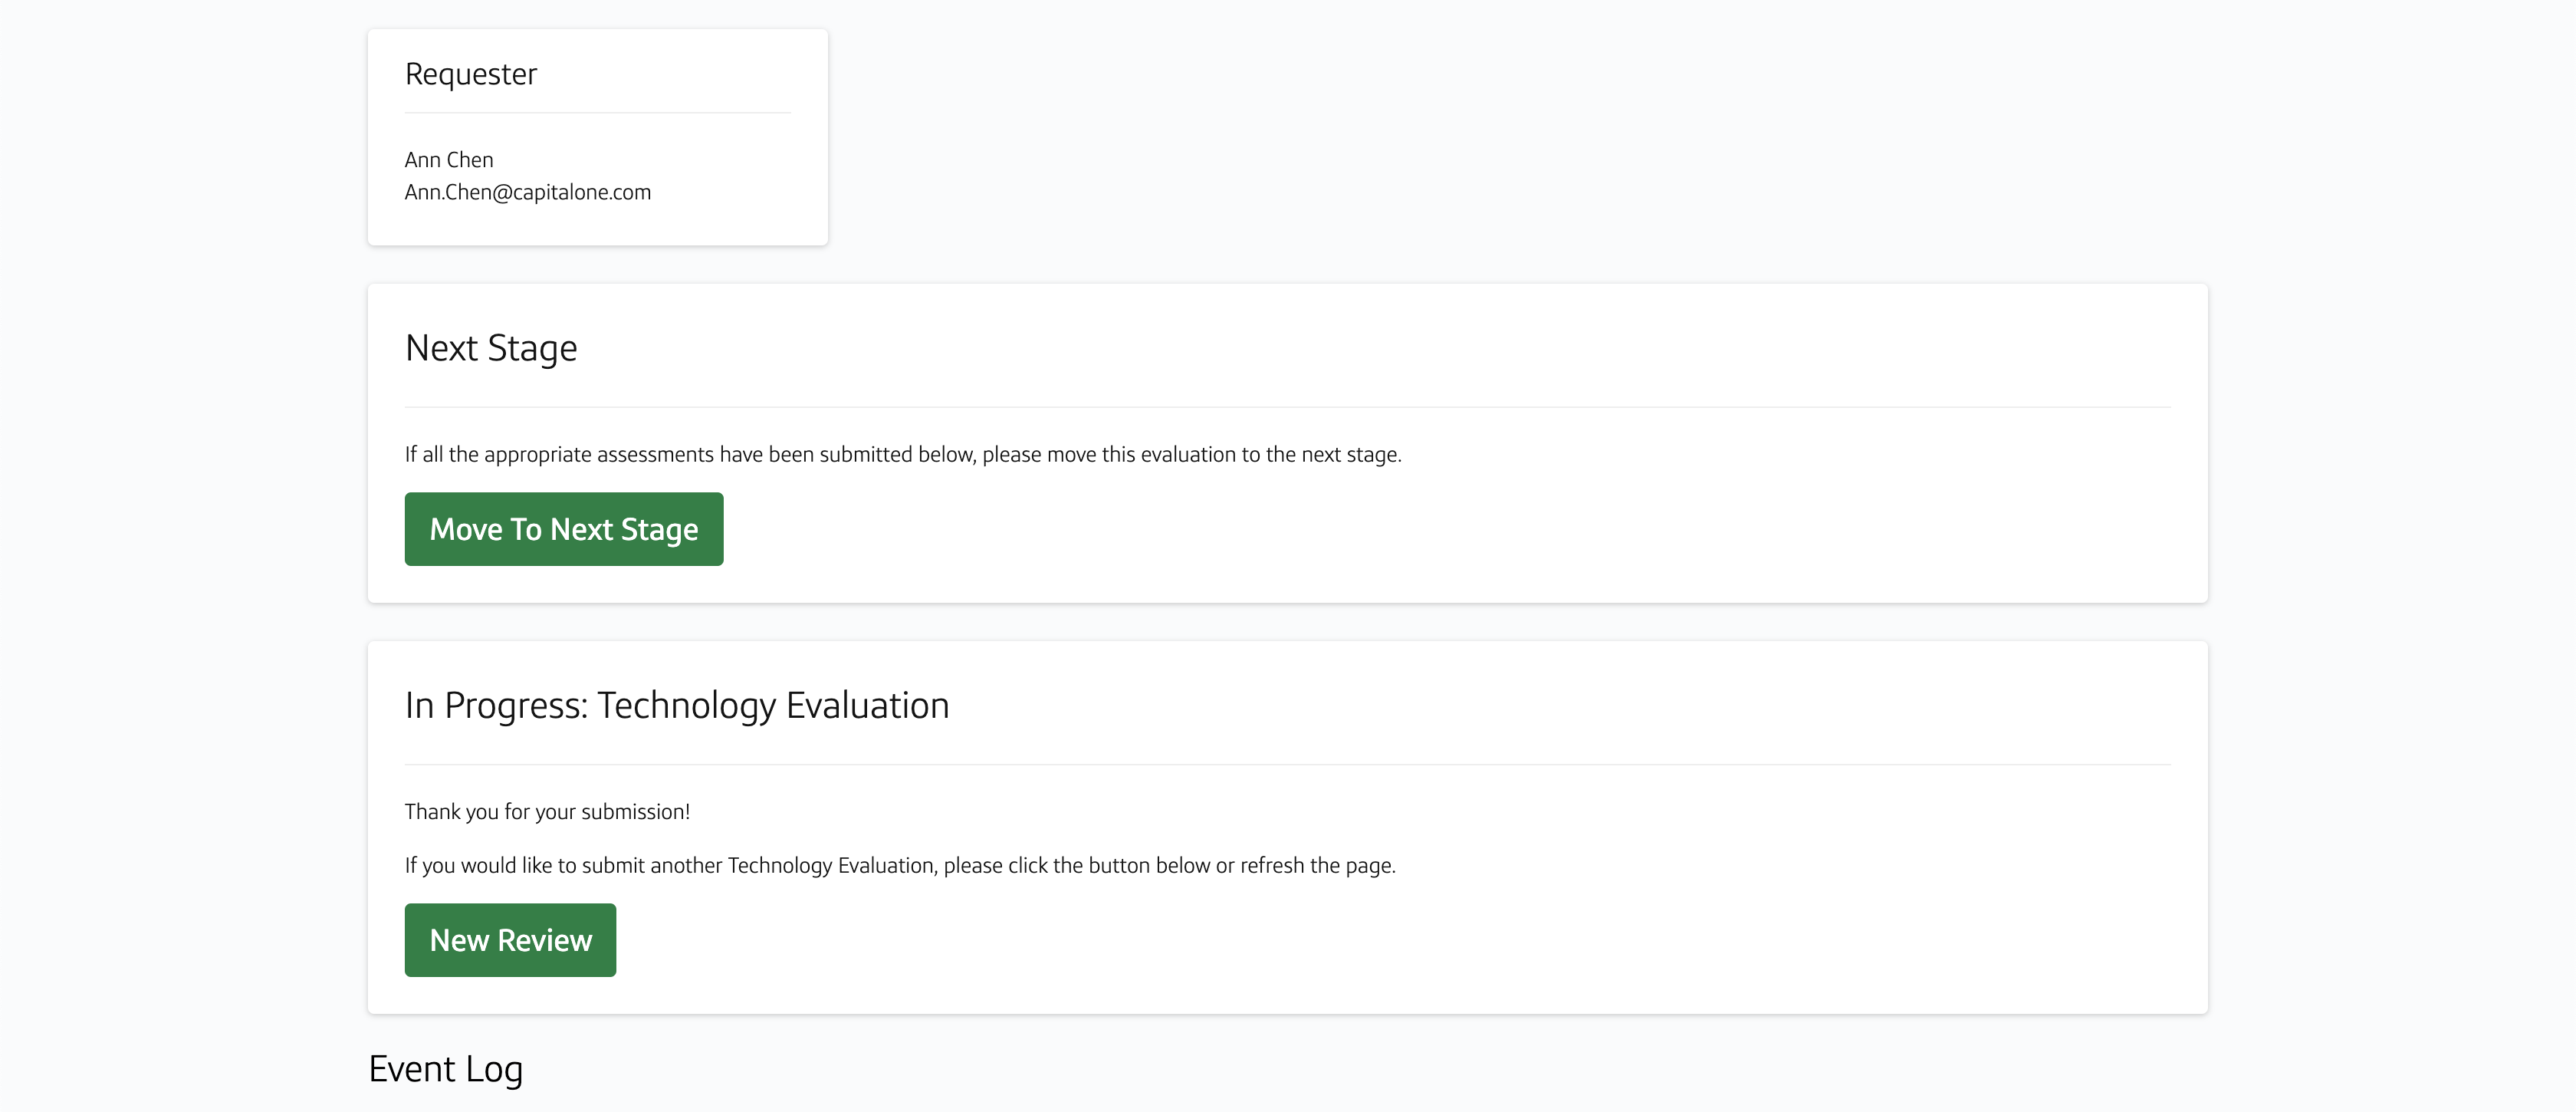 Requester
Ann Chen
Ann.Chen@capitalone.com
Next Stage
If all the appropriate assessments have been submitted below, please move this evaluation to the next stage.
Move To Next Stage
In Progress: Technology Evaluation
Thank you for your submission!
If you would like to submit another Technology Evaluation, please click the button below or refresh the page.
New Review
Event Log